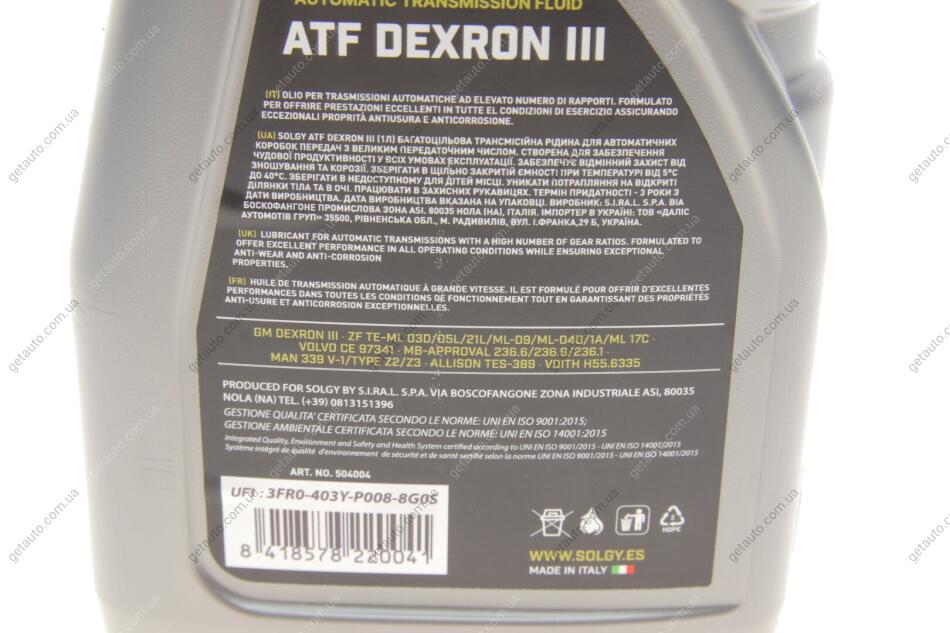 AUTOMATIC TRANSMISSION FLUID
ATF DEXRON III
(IT) OLIO PER TRASMISSIONI AUTOMATICHE AD ELEVATO NUMERO DI RAPPORTI. FORMULATO
PER OFFRIRE PRESTAZIONI ECCELLENTI IN TUTTE EL CONDIZIONI DI ESERCIZIO ASSICURANDO
ECCEZIONALI PROPRITÀ ANTIUSURA E ANTICORROSIONE.
(UA) SOLGY ATF DEXRON III (1Л) БАГАТОЦІЛЬОВА ТРАНСМІСІЙНА РІДИНА ДЛЯ АВТОМАТИЧНИХ
КОРОБОК ПЕРЕДАЧ З ВЕЛИКИМ ПЕРЕДАТОЧНИМ ЧИСЛОМ. СТВОРЕНА ДЛЯ ЗАБЕЗПЕЧЕННЯ
ЧУДОВОЇ ПРОДУКТИВНОСТІ У ВСІХ УМОВАХ ЕКСПЛУАТАЦІЇ. ЗАБЕЗПЕЧУЄ ВІДМІННИЙ ЗАХИСТ ВІД
ЗНОШУВАННЯ ТА КОРОЗІЇ. ЗБЕРІГАТИ В ЩІЛЬНО ЗАКРИТІЙ ЄМНОСТІ ПРИ ТЕМПЕРАТУРІ ВІД 5°C
ДО 40°C. ЗБЕРІГАТИ В НЕДОСТУПНОМУ ДЛЯ ДІТЕЙ МІСЦІ. УНИКАТИ ПОТРАПЛЯННЯ НА ВІДКРИТІ
ДІЛЯНКИ ТІЛА ТА В ОЧІ. ПРАЦЮВАТИ В ЗАХИСНИХ РУКАВИЦЯХ. ТЕРМІН ПРИДАТНОСТІ - 3 РОКИ З
ДАТИ ВИРОБНИЦТВА. ДАТА ВИРОБНИЦТВА ВКАЗАНА НА УПАКОВЦІ. ВИРОБНИК: S.I.RA.L. S.P.A. ВІА
БОСКОФАНГОНЕ ПРОМИСЛОВА ЗОНА ASI, 80035 НОЛА (НА), ІТАЛІЯ. ІМПОРТЕР В УКРАЇНІ: ТОВ «ДАЛІС
АУТОМОТІВ ГРУП» 35500, РІВНЕНСЬКА ОБЛ., М. РАДИВИЛІВ, ВУЛ. І.ФРАНКА,29 Б, УКРАЇНА.
(UK) LUBRICANT FOR AUTOMATIC TRANSMISSIONS WITH A HIGH NUMBER OF GEAR RATIOS. FORMULATED TO
OFFER EXCELLENT PERFORMANCE IN ALL OPERATING CONDITIONS WHILE ENSURING EXCEPTIONAL
ANTI-WEAR AND ANTI-CORROSION
PROPERTIES.
(FR) HUILE DE TRANSMISSION AUTOMATIQUE À GRANDE VITESSE. IL EST FORMULÉ POUR OFFRIR D'EXCELLENTES
PERFORMANCES DANS TOUTES LES CONDITIONS DE FONCTIONNEMENT TOUT EN GARANTISSANT DES PROPRIÉTÉS
ANTI-USURE ET ANTICORROSION EXCEPTIONNELLES.
GM DEXRON III · ZF TE-ML 03D/05L/21L/ML-09/ML-04D/1A/ML 17C ·
VOLVO CE 97341 · MB-APPROVAL 236.6/236.9/236.1 ·
MAN 339 V-1/TYPE Z2/Z3 · ALLISON TES-389 · VOITH H55.6335
PRODUCED FOR SOLGY BY S.I.RA.L. S.P.A. VIA BOSCOFANGONE ZONA INDUSTRIALE ASI, 80035
NOLA (NA) TEL. (+39) 0813151396
GESTIONE QUALITA' CERTIFICATA SECONDO LE NORME: UNI EN ISO 9001:2015;
GESTIONE AMBIENTALE CERTIFICATA SECONDO LE NORME: UNI EN ISO 14001:2015
Integrated Quality, Environment and Safety and Health System certified according to UNI EN ISO 9001/2015 - UNI EN ISO 14001/2015
Système intégré de qualité d'environnement de sécurité et de santé sertifié selon la norme UNI EN ISO 9001/2015 - UNI EN ISO 14001/2015
ART. NO. 504004
UFI: 3FR0-403Y-P008-8G0S
8 418578 220041
HDPE
WWW.SOLGY.ES
MADE IN ITALY
getauto.com.ua